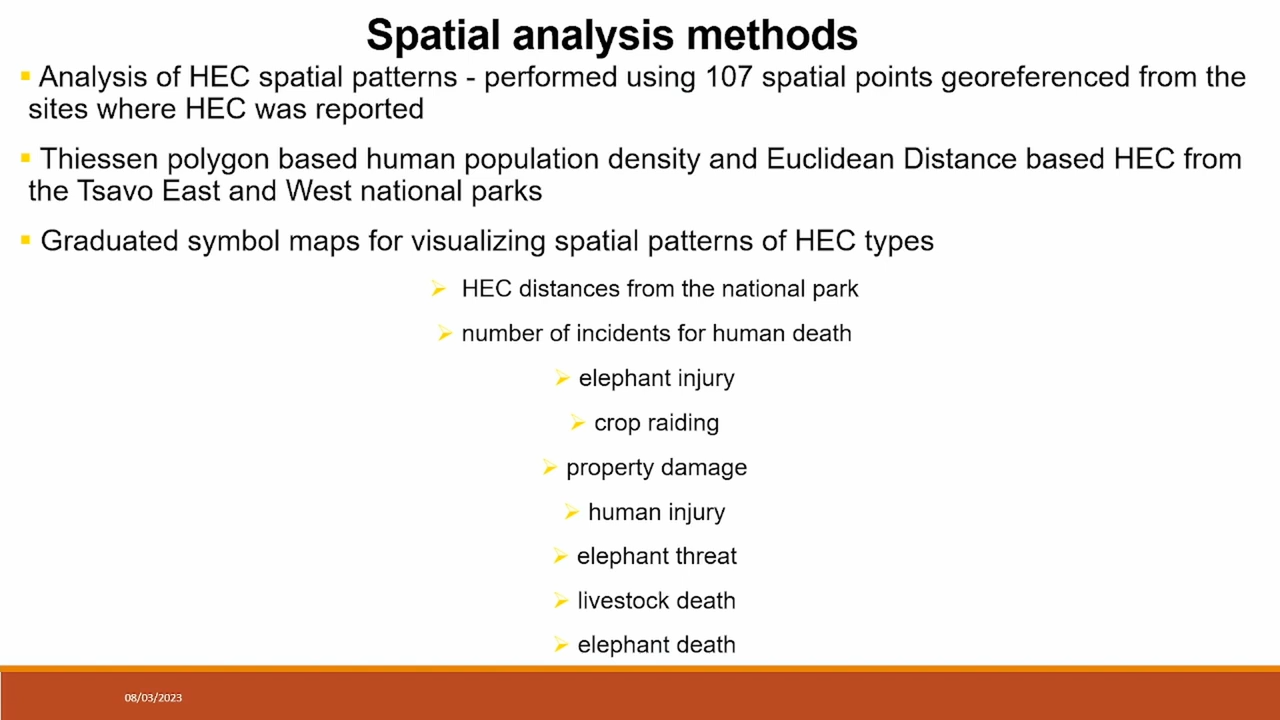 Spatial analysis methods
▪ Analysis of HEC spatial patterns - performed using 107 spatial points georeferenced from the
sites where HEC was reported
▪ Thiessen polygon based human population density and Euclidean Distance based HEC from
the Tsavo East and West national parks
▪ Graduated symbol maps for visualizing spatial patterns of HEC types
➢ HEC distances from the national park
➢ number of incidents for human death
➢ elephant injury
➢ crop raiding
➢ property damage
➢ human injury
➢ elephant threat
➢ livestock death
➢ elephant death
08/03/2023